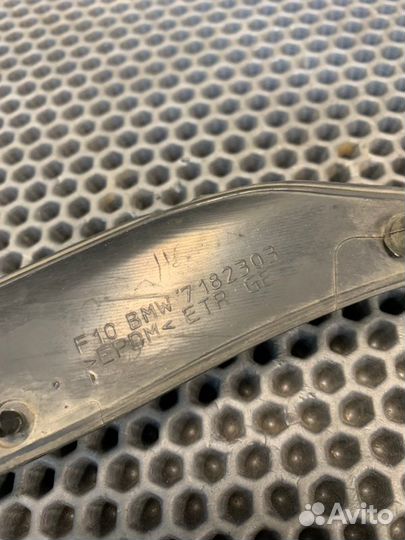 F10 BMW 7182303
>EPDM< ETR GE
Avito